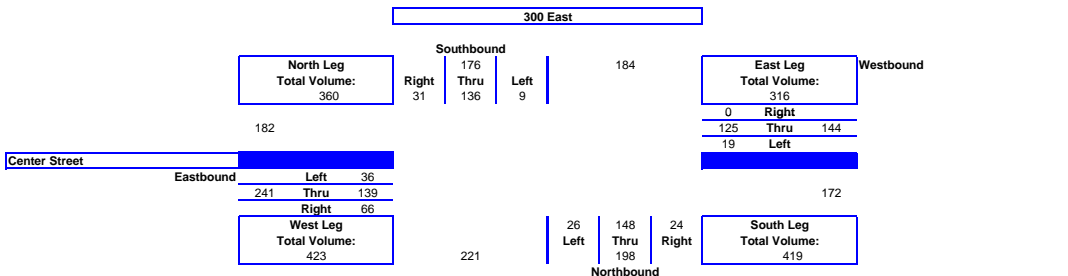 300 East
Southbound
North Leg 176 184 East Leg Westbound
Total Volume: Right Thru Left Total Volume:
360 31 136 9 316
0 Right
182 125 Thru 144
19 Left
Center Street
Eastbound Left 36
241 Thru 139 172
Right 66
West Leg 26 148 24 South Leg
Total Volume: Left Thru Right Total Volume:
423 221 198 419
Northbound